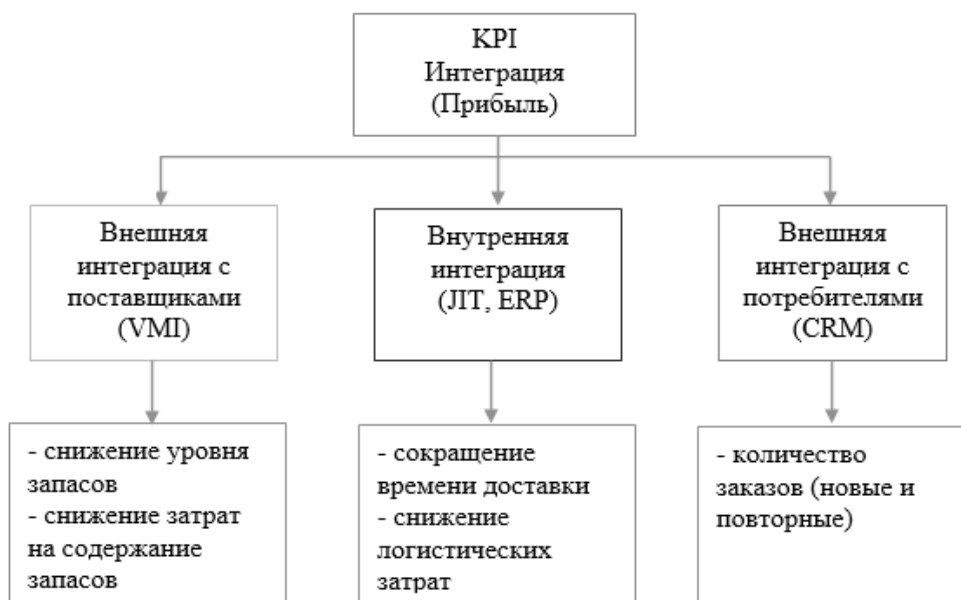 KPI
Интеграция
(Прибыль)
Внешняя
интеграция с
поставщиками
(VMI)
Внутренняя
интеграция
(JIT, ERP)
Внешняя
интеграция с
потребителями
(CRM)
- снижение уровня
запасов
- снижение затрат
на содержание
запасов
- сокращение
времени доставки
- снижение
логистических
затрат
- количество
заказов (новые и
повторные)